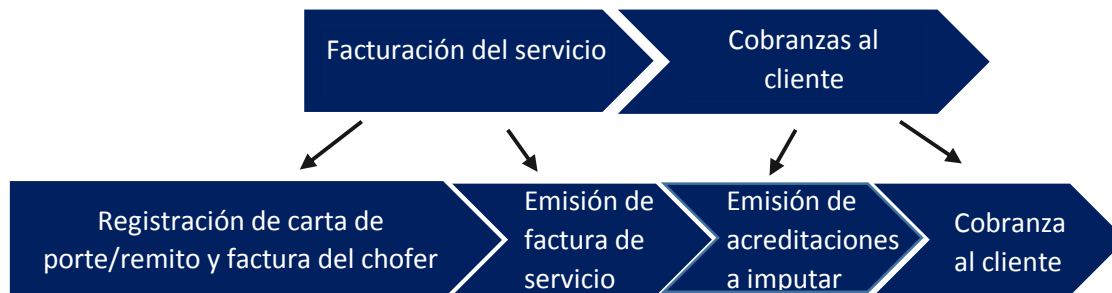 Facturación del servicio
Cobranzas al
cliente
Registración de carta de
porte/remito y factura del chofer
Emisión de
factura de
servicio
Emisión de
acreditaciones
a imputar
Cobranza
al cliente